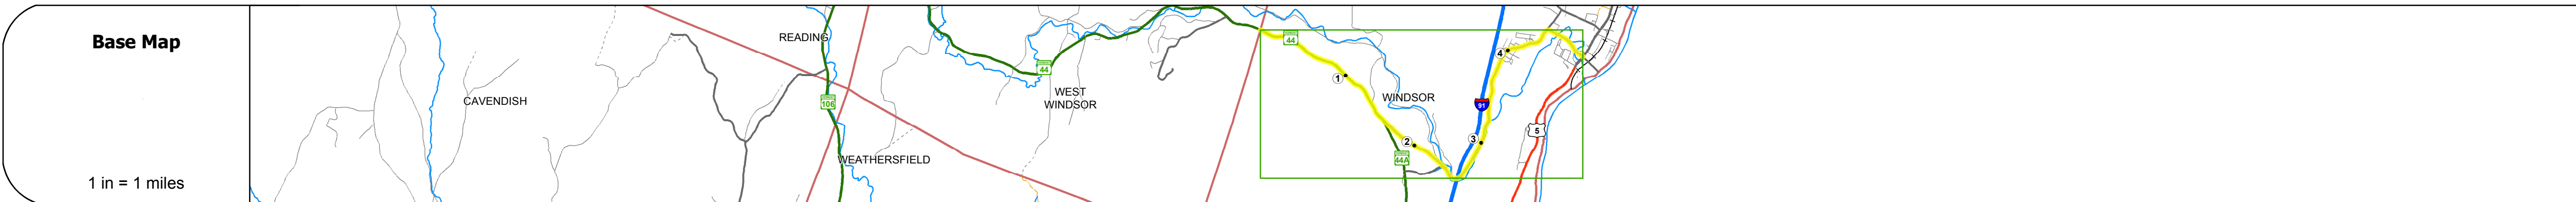 Base Map
1 in = 1 miles
READING
CAVENDISH
106
WEATHERSFIELD
44
WEST
WINDSOR
44
1
WINDSOR
2
44A
91
3
4
5